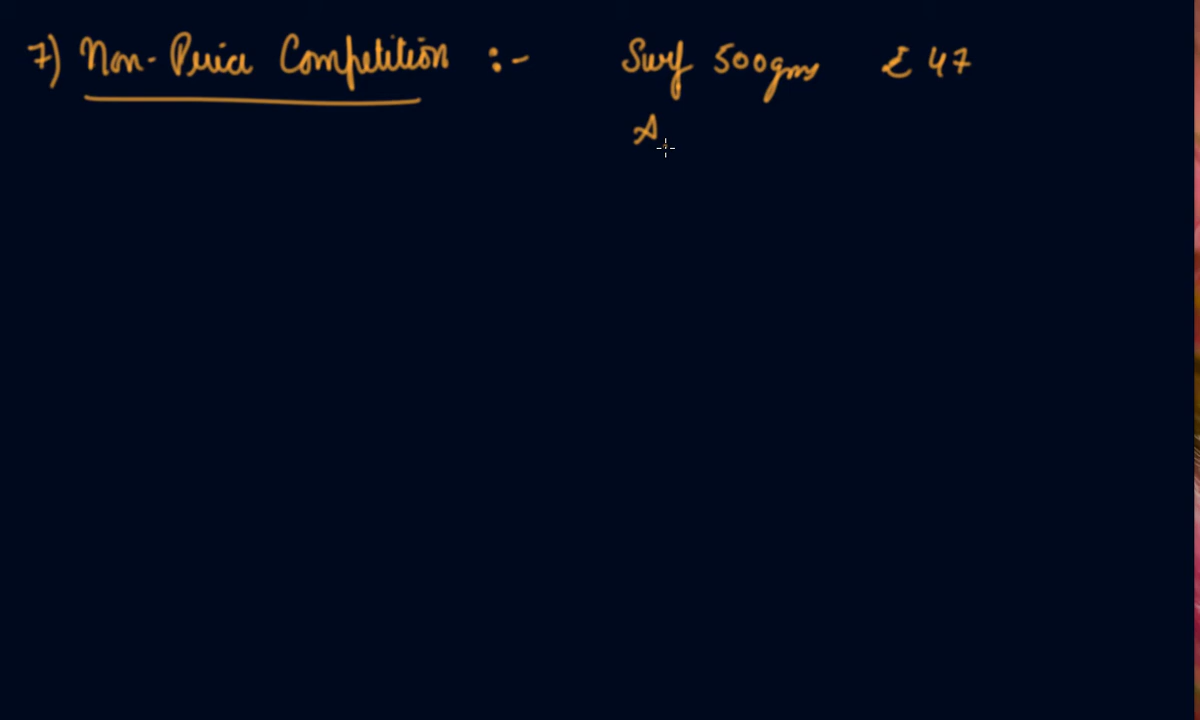 7) Non-Price Competition :- Surf 500gms ₹ 47
A